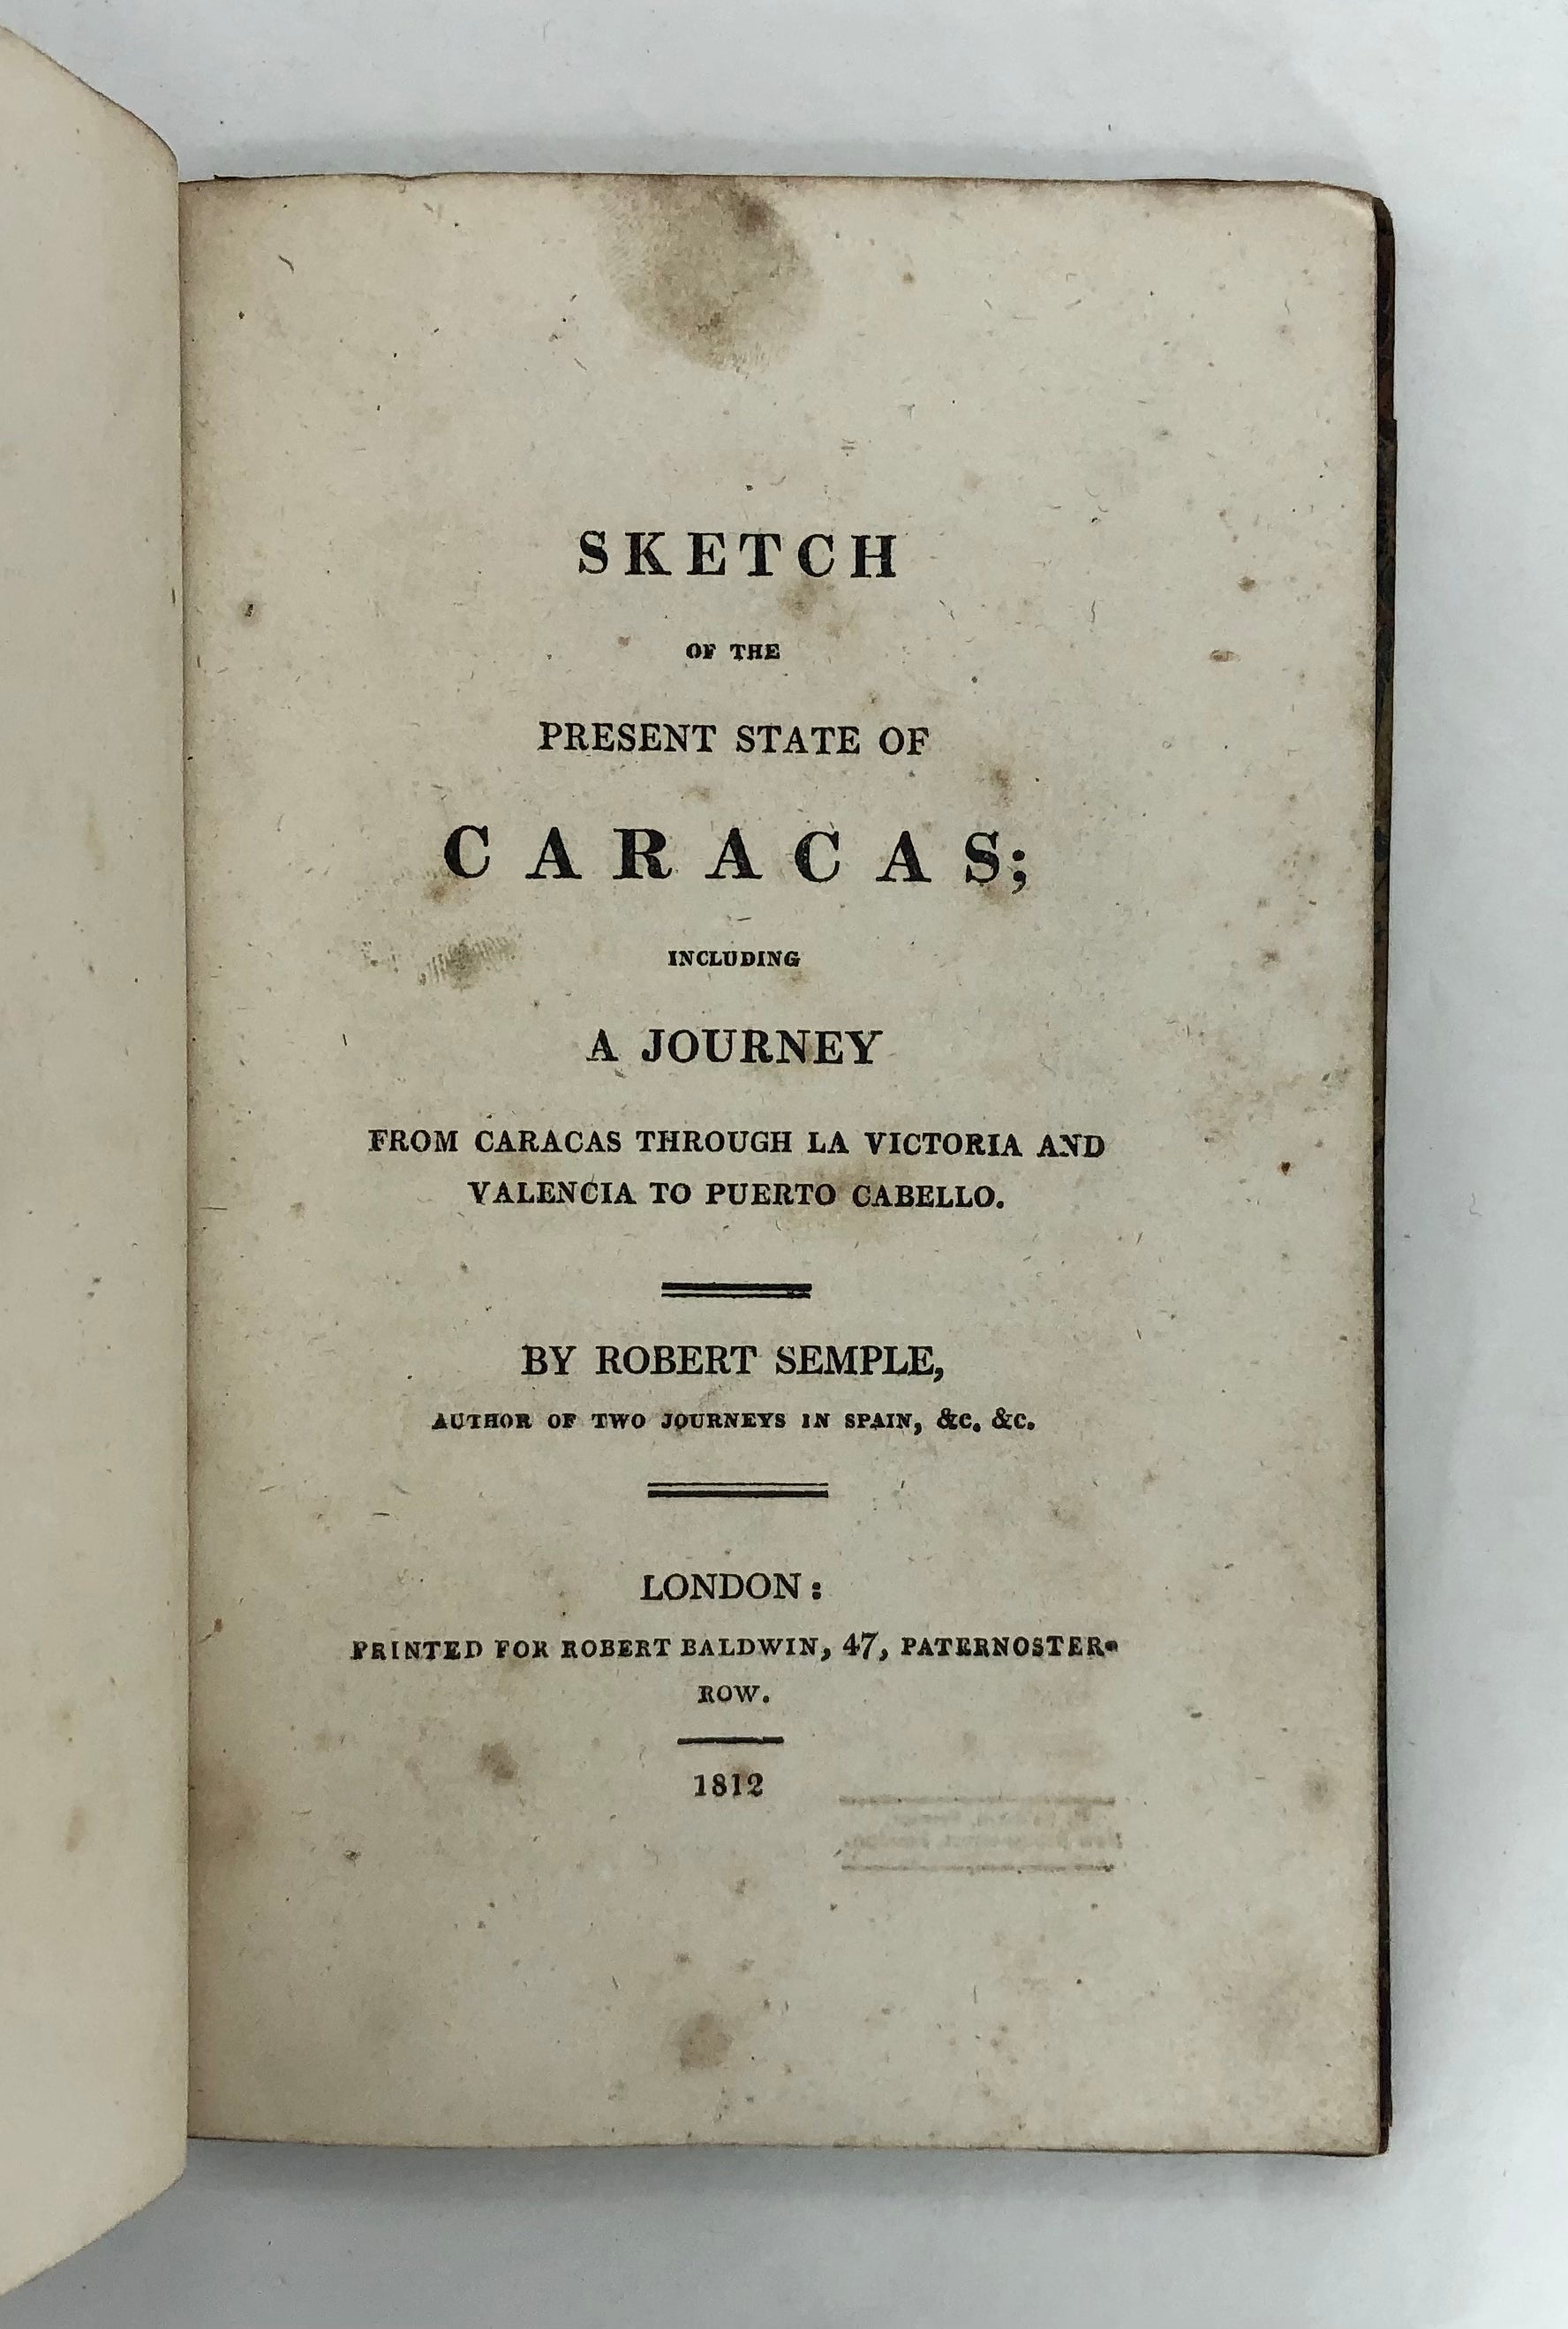 SKETCH
OF THE
PRESENT STATE OF
CARACAS;
INCLUDING
A JOURNEY
FROM CARACAS THROUGH LA VICTORIA AND
VALENCIA TO PUERTO CABELLO.
BY ROBERT SEMPLE,
AUTHOR OF TWO JOURNEYS IN SPAIN, &c. &c.
LONDON:
PRINTED FOR ROBERT BALDWIN, 47, PATERNOSTER-
ROW.
1812